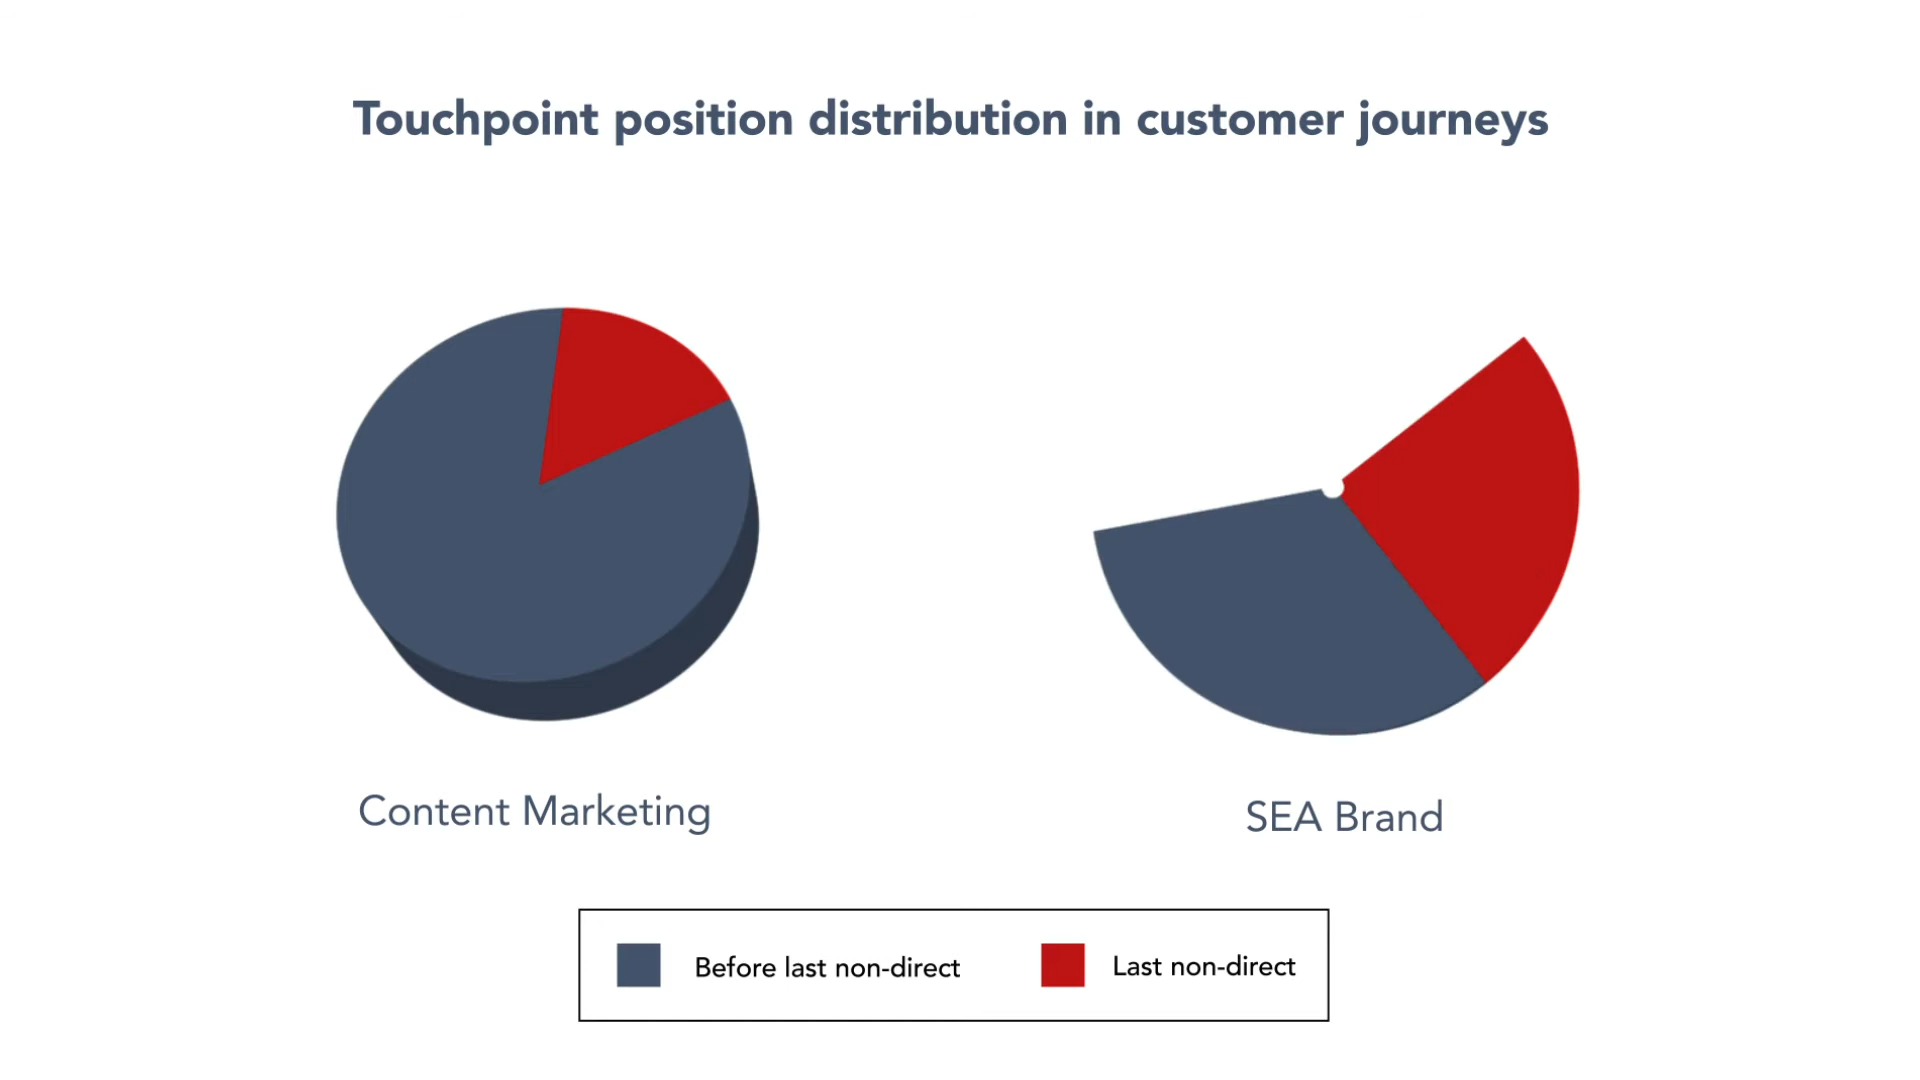 Touchpoint position distribution in customer journeys
Content Marketing
SEA Brand
Before last non-direct
Last non-direct